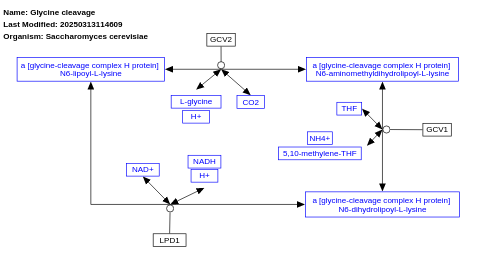 Name: Glycine cleavage
Last Modified: 20250313114609
Organism: Saccharomyces cerevisiae
GCV2
a [glycine-cleavage complex H protein]
N6-lipoyl-L-lysine
a [glycine-cleavage complex H protein]
N6-aminomethyldihydrolipoyl-L-lysine
L-glycine
CO2
H+
THF
GCV1
NH4+
5,10-methylene-THF
NADH
NAD+
H+
a [glycine-cleavage complex H protein]
N6-dihydrolipoyl-L-lysine
LPD1